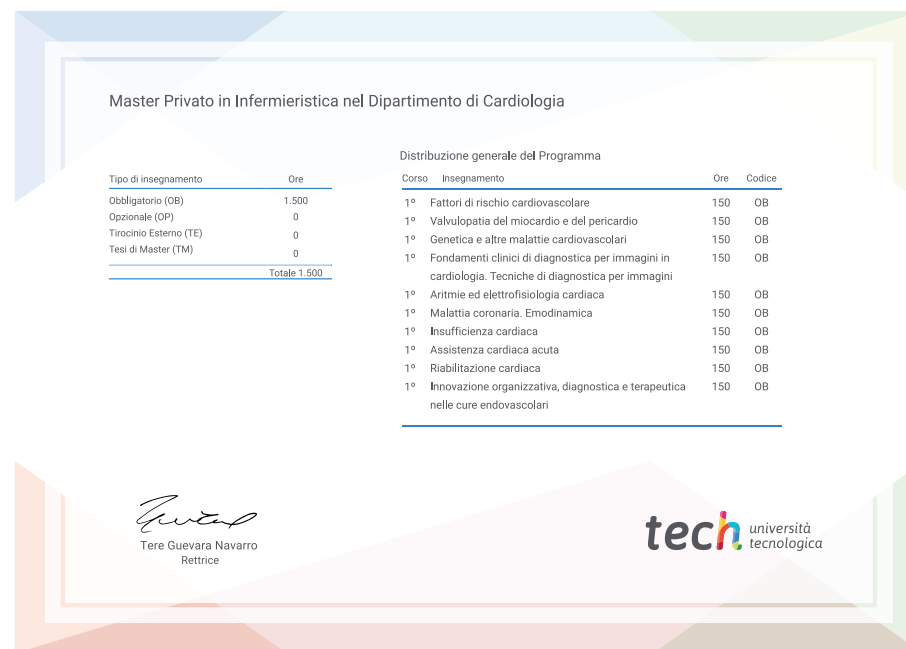 Master Privato in Infermieristica nel Dipartimento di Cardiologia
Tipo di insegnamento Ore
Obbligatorio (OB) 1.500
Opzionale (OP) 0
Tirocinio Esterno (TE) 0
Tesi di Master (TM) 0
Totale 1.500
Distribuzione generale del Programma
Corso Insegnamento Ore Codice
1º Fattori di rischio cardiovascolare 150 OB
1º Valvulopatia del miocardio e del pericardio 150 OB
1º Genetica e altre malattie cardiovascolari 150 OB
1º Fondamenti clinici di diagnostica per immagini in 150 OB
cardiologia. Tecniche di diagnostica per immagini
1º Aritmie ed elettrofisiologia cardiaca 150 OB
1º Malattia coronaria. Emodinamica 150 OB
1º Insufficienza cardiaca 150 OB
1º Assistenza cardiaca acuta 150 OB
1º Riabilitazione cardiaca 150 OB
1º Innovazione organizzativa, diagnostica e terapeutica 150 OB
nelle cure endovascolari
Tere Guevara Navarro
Rettrice
tech università
tecnologica